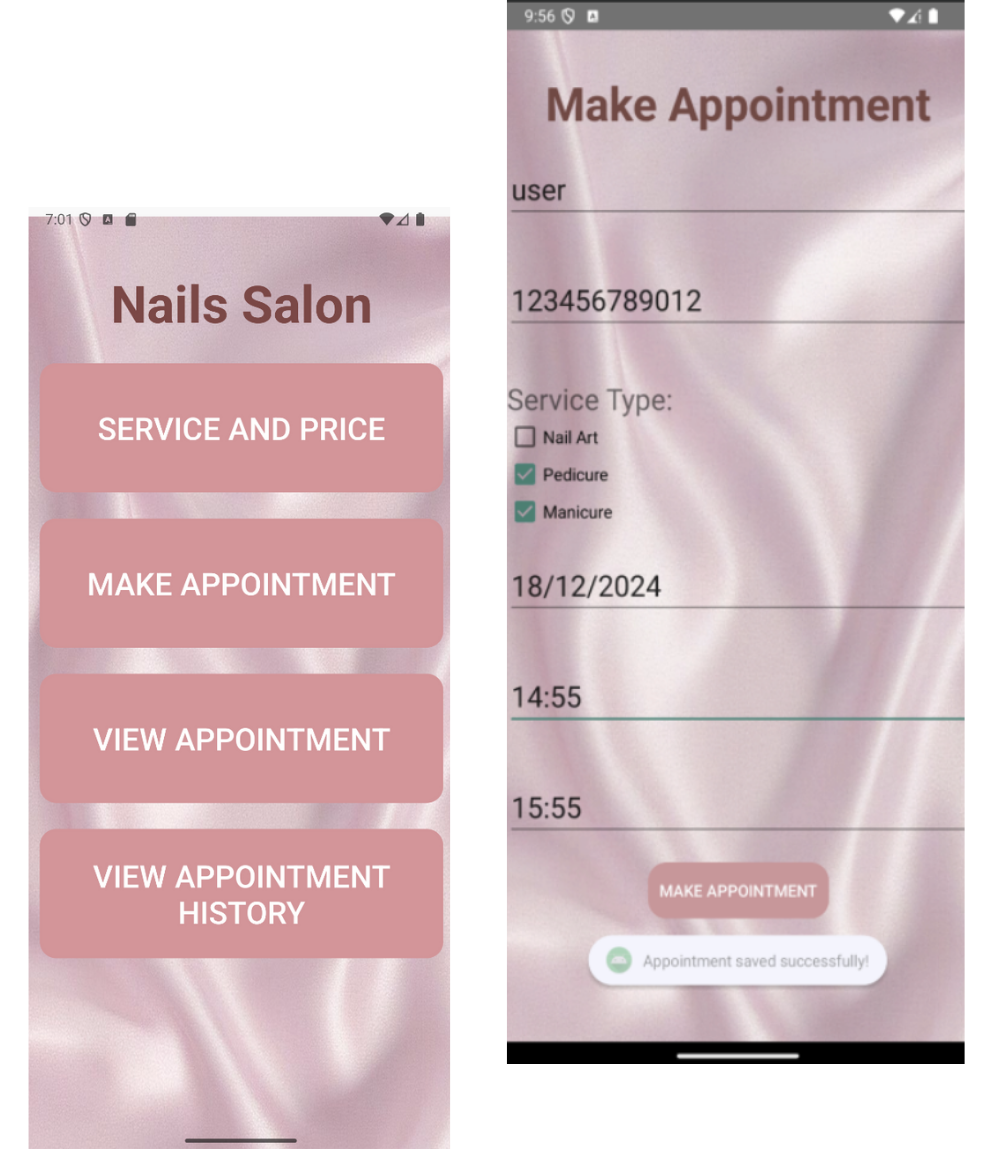 7:01
Nails Salon
SERVICE AND PRICE
MAKE APPOINTMENT
VIEW APPOINTMENT
VIEW APPOINTMENT
HISTORY
9:56
Make Appointment
user
123456789012
Service Type:
Nail Art
Pedicure
Manicure
18/12/2024
14:55
15:55
MAKE APPOINTMENT
Appointment saved successfully!